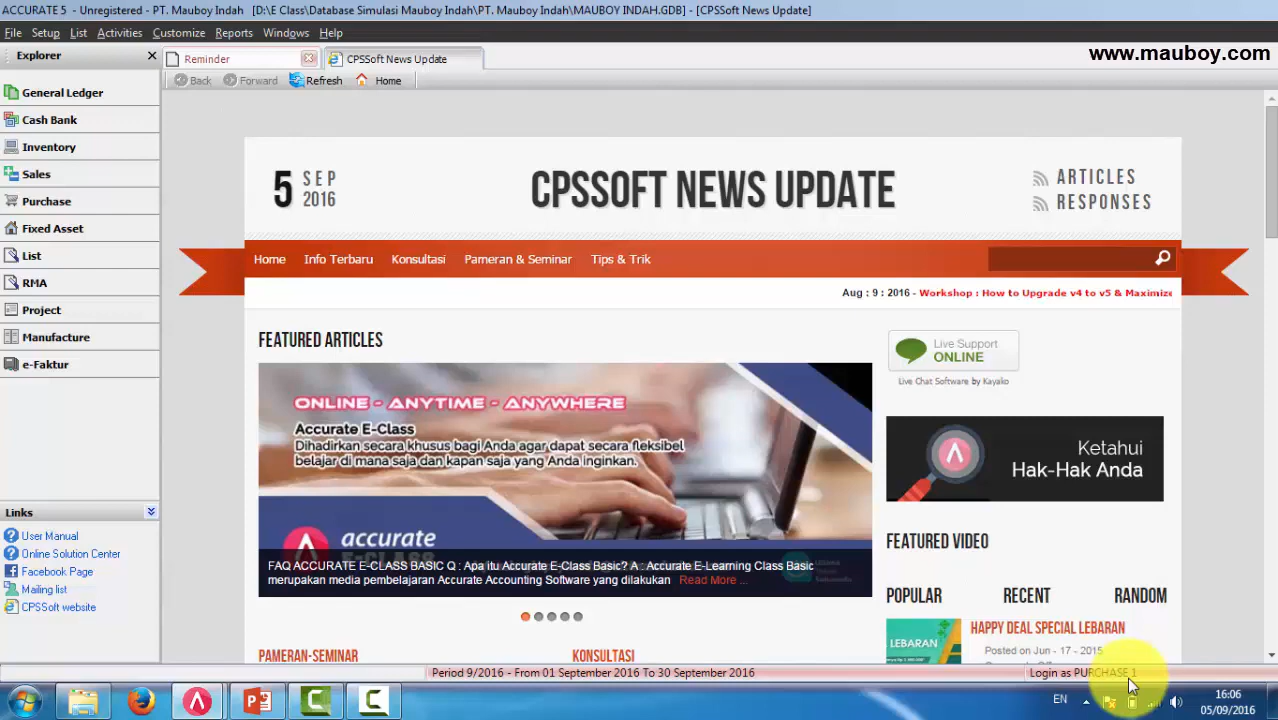 ACCURATE 5 - Unregistered - PT. Mauboy Indah [D:\E Class\Database Simulasi Mauboy Indah\PT. Mauboy Indah\MAUBOY INDAH.GDB] - [CPSSoft News Update]
File Setup List Activities Customize Reports Windows Help
www.mauboy.com
Explorer
Reminder
CPSSoft News Update
Back Forward Refresh Home
General Ledger
Cash Bank
Inventory
Sales
Purchase
Fixed Asset
List
RMA
Project
Manufacture
e-Faktur
Links
User Manual
Online Solution Center
Facebook Page
Mailing list
CPSSoft website
5 SEP 2016
CPSSOFT NEWS UPDATE
ARTICLES
RESPONSES
Home Info Terbaru Konsultasi Pameran & Seminar Tips & Trik
Aug : 9 : 2016 - Workshop : How to Upgrade v4 to v5 & Maximize
FEATURED ARTICLES
ONLINE - ANYTIME - ANYWHERE
Accurate E-Class
Dihadirkan secara khusus bagi Anda agar dapat secara fleksibel
belajar di mana saja dan kapan saja yang Anda inginkan.
accurate
E-CLASS
FAQ ACCURATE E-CLASS BASIC Q : Apa itu Accurate E-Class Basic? A : Accurate E-Learning Class Basic
merupakan media pembelajaran Accurate Accounting Software yang dilakukan Read More ...
PAMERAN-SEMINAR
KONSULTASI
Live Support
ONLINE
Live Chat Software by Kayako
Ketahui
Hak-Hak Anda
FEATURED VIDEO
POPULAR RECENT RANDOM
LEBARAN
HAPPY DEAL SPECIAL LEBARAN
Posted on Jun - 17 - 2015
Period 9/2016 - From 01 September 2016 To 30 September 2016
Login as PURCHASE 1
EN
16:06
05/09/2016